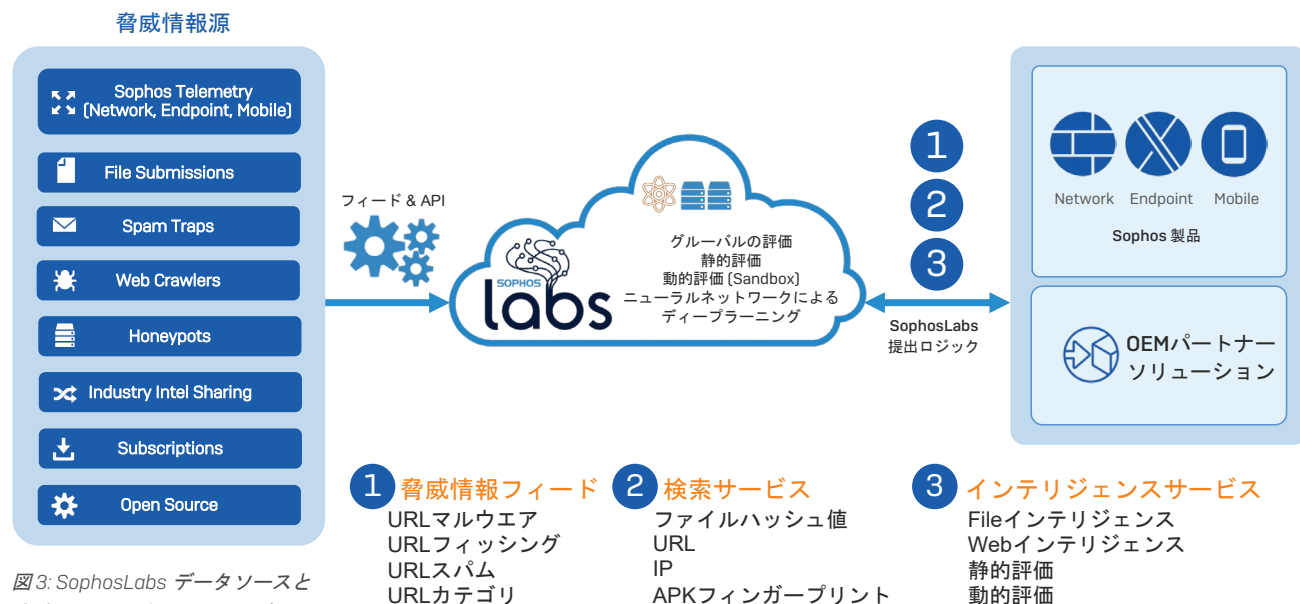 脅威情報源
Sophos Telemetry
(Network, Endpoint, Mobile)
File Submissions
Spam Traps
Web Crawlers
Honeypots
Industry Intel Sharing
Subscriptions
Open Source
フィード & API
SOPHOS
labs
グルーバルの評価
静的評価
動的評価 (Sandbox)
ニューラルネットワークによる
ディープラーニング
1
2
3
SophosLabs
提出ロジック
Network Endpoint Mobile
Sophos 製品
OEMパートナー
ソリューション
1 脅威情報フィード
URLマルウエア
URLフィッシング
URLスパム
URLカテゴリ
2 検索サービス
ファイルハッシュ値
URL
IP
APKフィンガープリント
3 インテリジェンスサービス
Fileインテリジェンス
Webインテリジェンス
静的評価
動的評価
図 3: SophosLabs データソースと